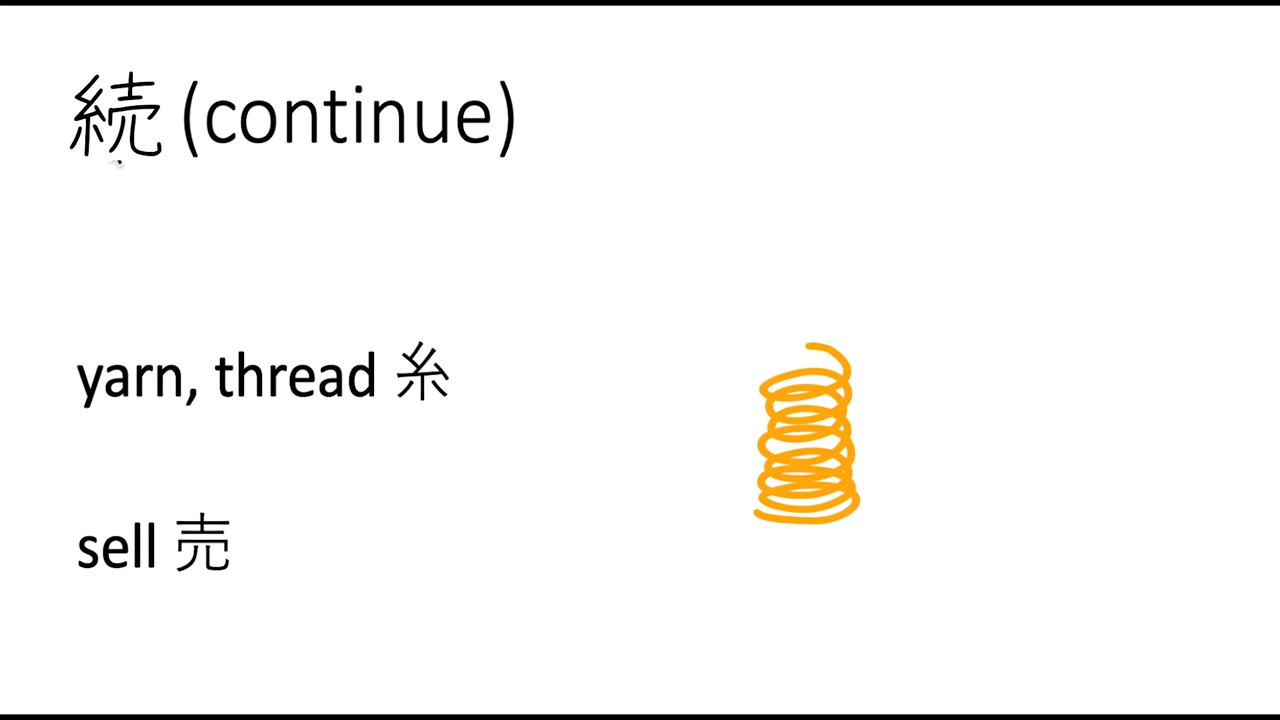 続 (continue)
yarn, thread 糸
sell 売